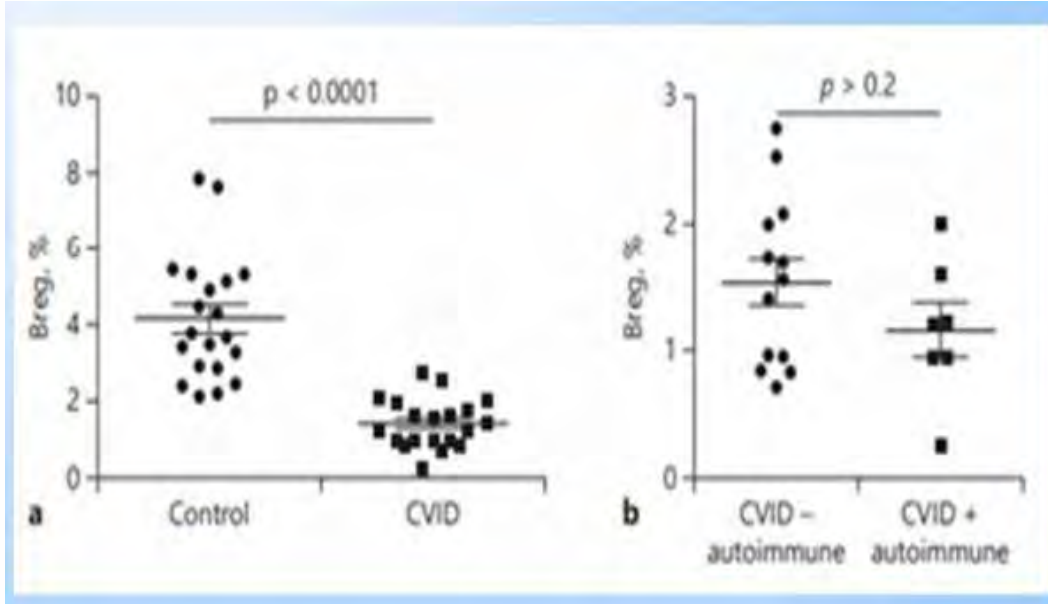 p < 0.0001
10
8
6
4
2
0
Breg, %
Control
CVID
a
p > 0.2
3
2
1
0
Breg, %
CVID –
autoimmune
CVID +
autoimmune
b